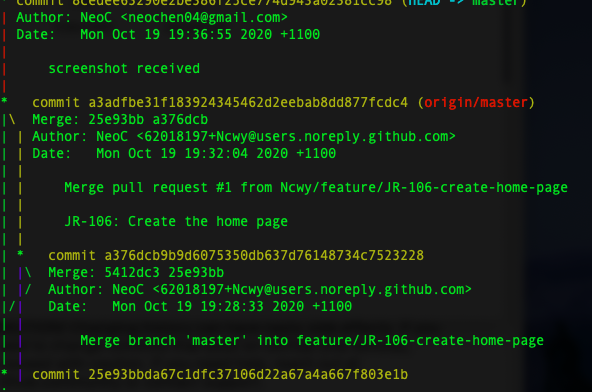 * commit 8cedee63290e2be386f23ce774d943a02381cc98 (HEAD -> master)
| Author: NeoC <neochen04@gmail.com>
| Date:   Mon Oct 19 19:36:55 2020 +1100
|
|     screenshot received
|
*   commit a3adfbe31f183924345462d2eebab8dd877fcdc4 (origin/master)
|\  Merge: 25e93bb a376dcb
| | Author: NeoC <62018197+Ncwy@users.noreply.github.com>
| | Date:   Mon Oct 19 19:32:04 2020 +1100
| |
| |     Merge pull request #1 from Ncwy/feature/JR-106-create-home-page
| |
| |     JR-106: Create the home page
| |
| *   commit a376dcb9b9d6075350db637d76148734c7523228
| |\  Merge: 5412dc3 25e93bb
| |/  Author: NeoC <62018197+Ncwy@users.noreply.github.com>
|/|   Date:   Mon Oct 19 19:28:33 2020 +1100
| |
| |       Merge branch 'master' into feature/JR-106-create-home-page
| |
* | commit 25e93bbda67c1dfc37106d22a67a4a667f803e1b